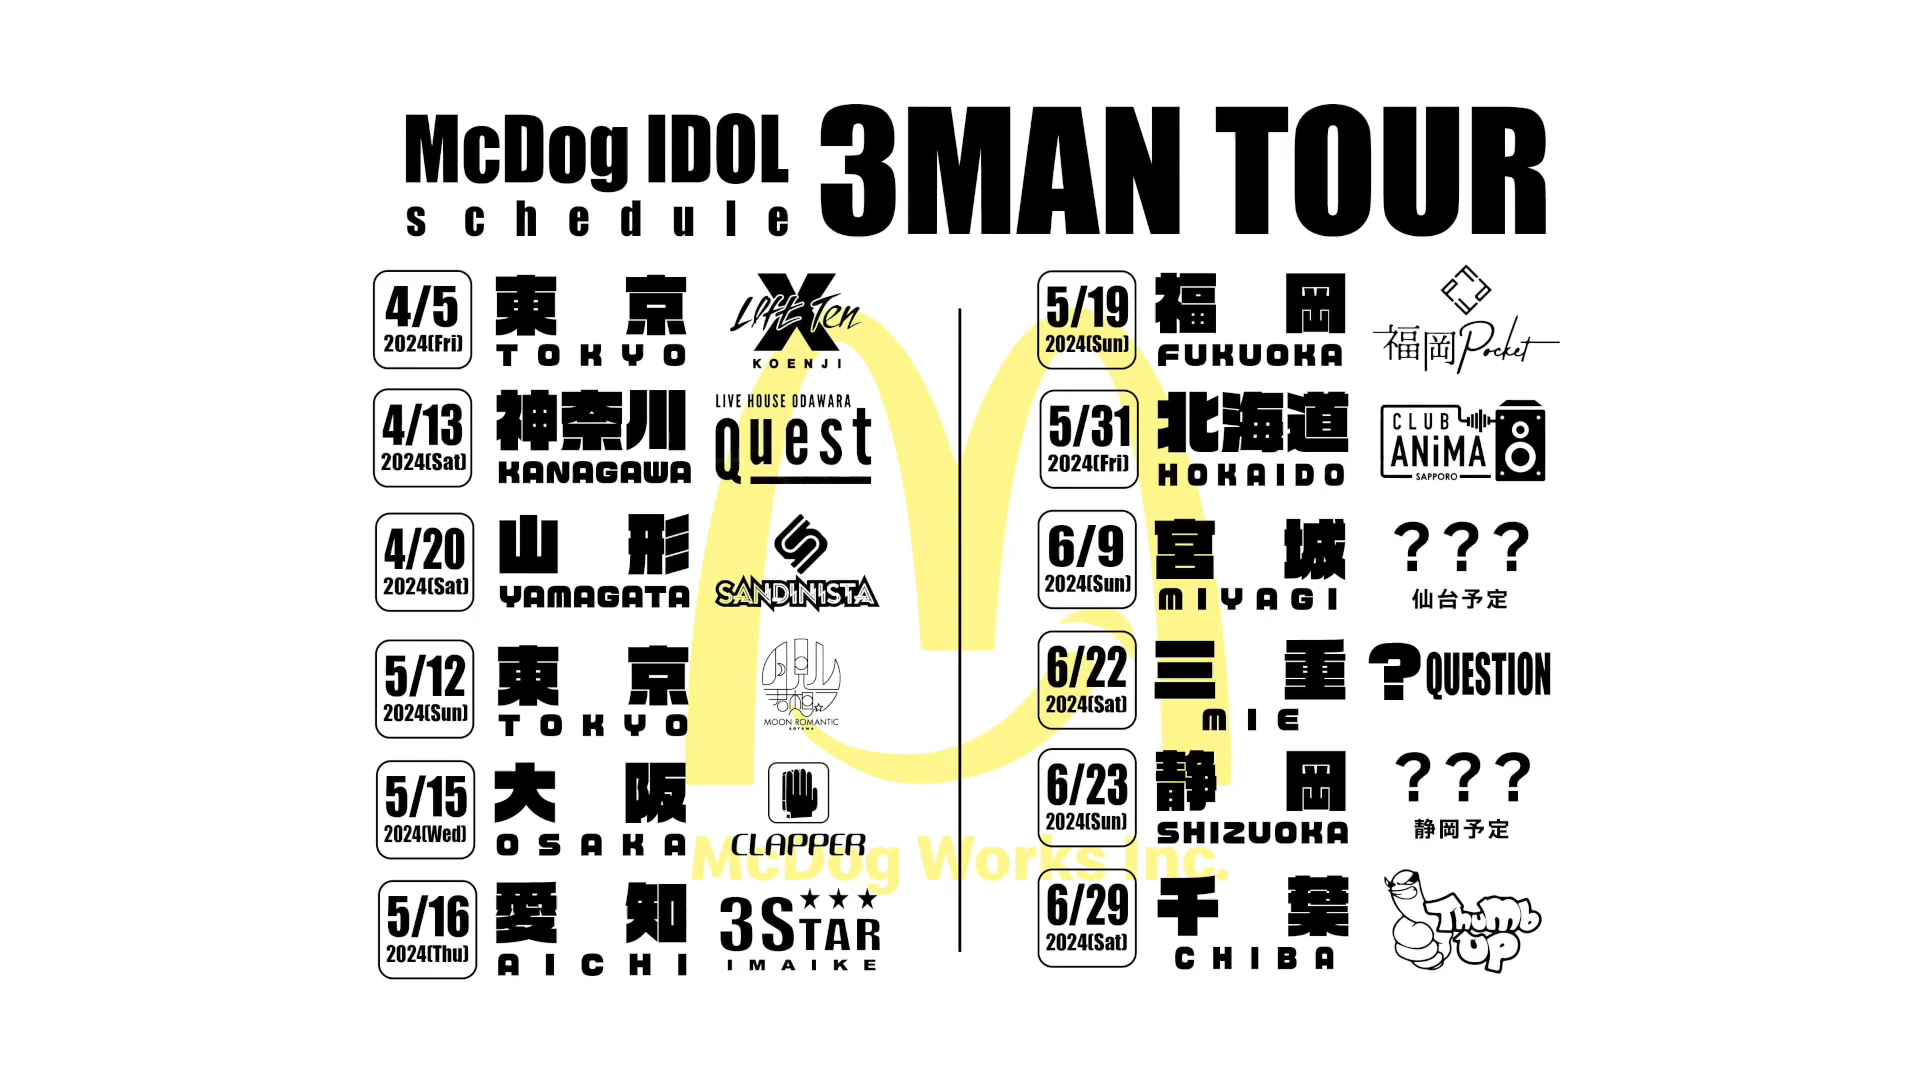 McDog IDOL
schedule
3MAN TOUR
4/5
2024(Fri)
東京
TOKYO
X
Loft Ten
KOENJI
4/13
2024(Sat)
神奈川
KANAGAWA
LIVE HOUSE ODAWARA
Quest
4/20
2024(Sat)
山形
YAMAGATA
SANDINISTA
5/12
2024(Sun)
東京
TOKYO
MOON ROMANTIC
AOYAMA
5/15
2024(Wed)
大阪
OSAKA
CLAPPER
5/16
2024(Thu)
愛知
AICHI
3STAR
IMAIKE
5/19
2024(Sun)
福岡
FUKUOKA
福岡Pocket
5/31
2024(Fri)
北海道
HOKAIDO
CLUB
ANiMA
SAPPORO
6/9
2024(Sun)
宮城
MIYAGI
???
仙台予定
6/22
2024(Sat)
三重
MIE
?QUESTION
6/23
2024(Sun)
静岡
SHIZUOKA
???
静岡予定
6/29
2024(Sat)
千葉
CHIBA
Thumb
UP
McDog Works Inc.